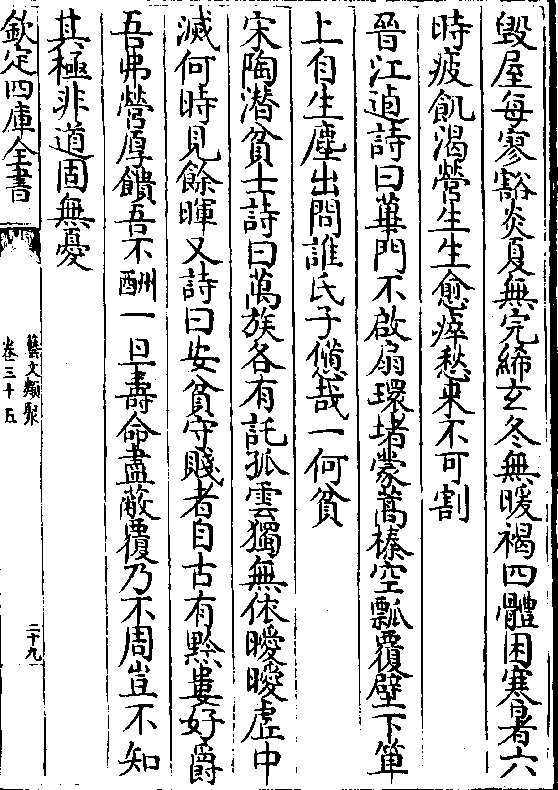 毁屋每寥豁炎夏無完絺玄冬無暖褐四體困寒暑六
時疲飢渴營生生愈瘁愁來不可割
晉江逌詩曰蓽門不啟扇環堵蒙蒿榛空瓢覆壁下簞
上自生塵出問誰氏子憊哉一何貧
宋陶潜貧士詩曰萬族各有託孤雲獨無依曖曖虚中
滅何時見餘暉又詩曰安貧守賤者自古有黔婁好爵
吾弗營厚饋吾不酬一旦壽命盡敝覆乃不周豈不知
其極非道固無憂
欽定四庫全書
藝文類聚
卷三十五
二十九